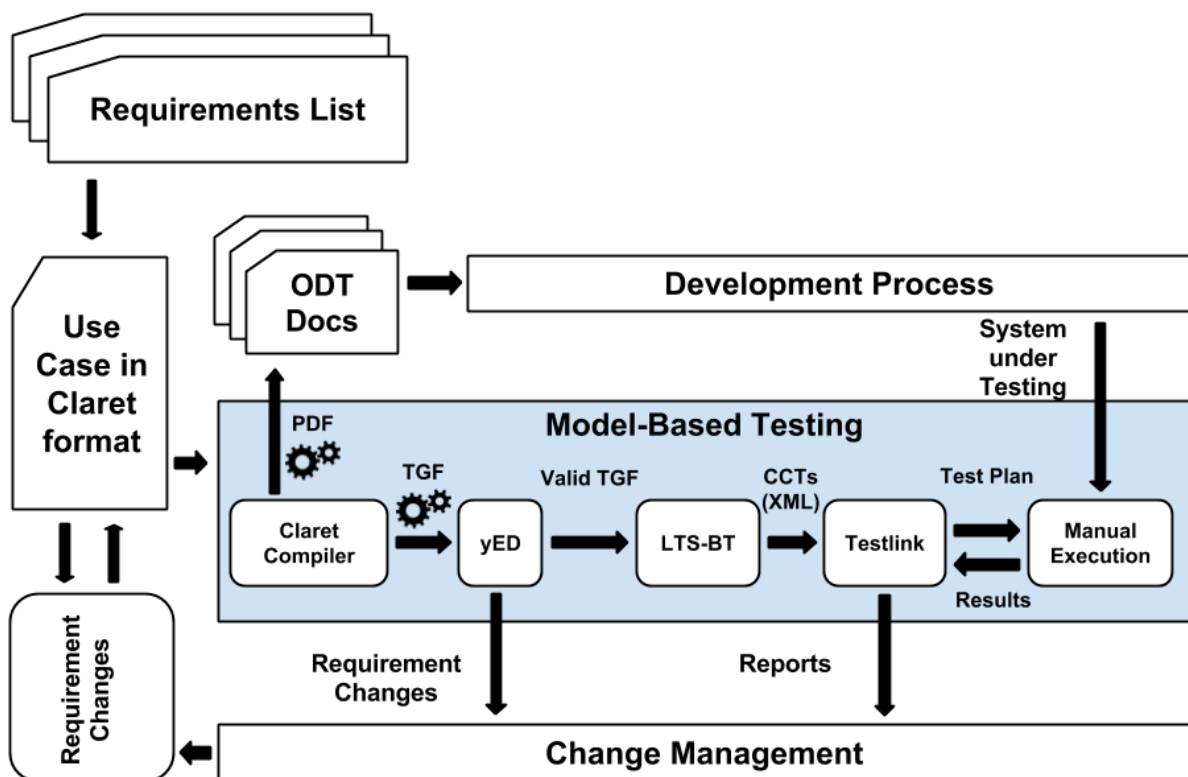 Requirements List
ODT
Docs
Development Process
Use
Case in
Claret
format
System
under
Testing
Model-Based Testing
PDF
TGF
Valid TGF
CCTs
(XML)
Test Plan
Claret
Compiler
yED
LTS-BT
Testlink
Manual
Execution
Results
Requirement
Changes
Requirement
Changes
Reports
Change Management